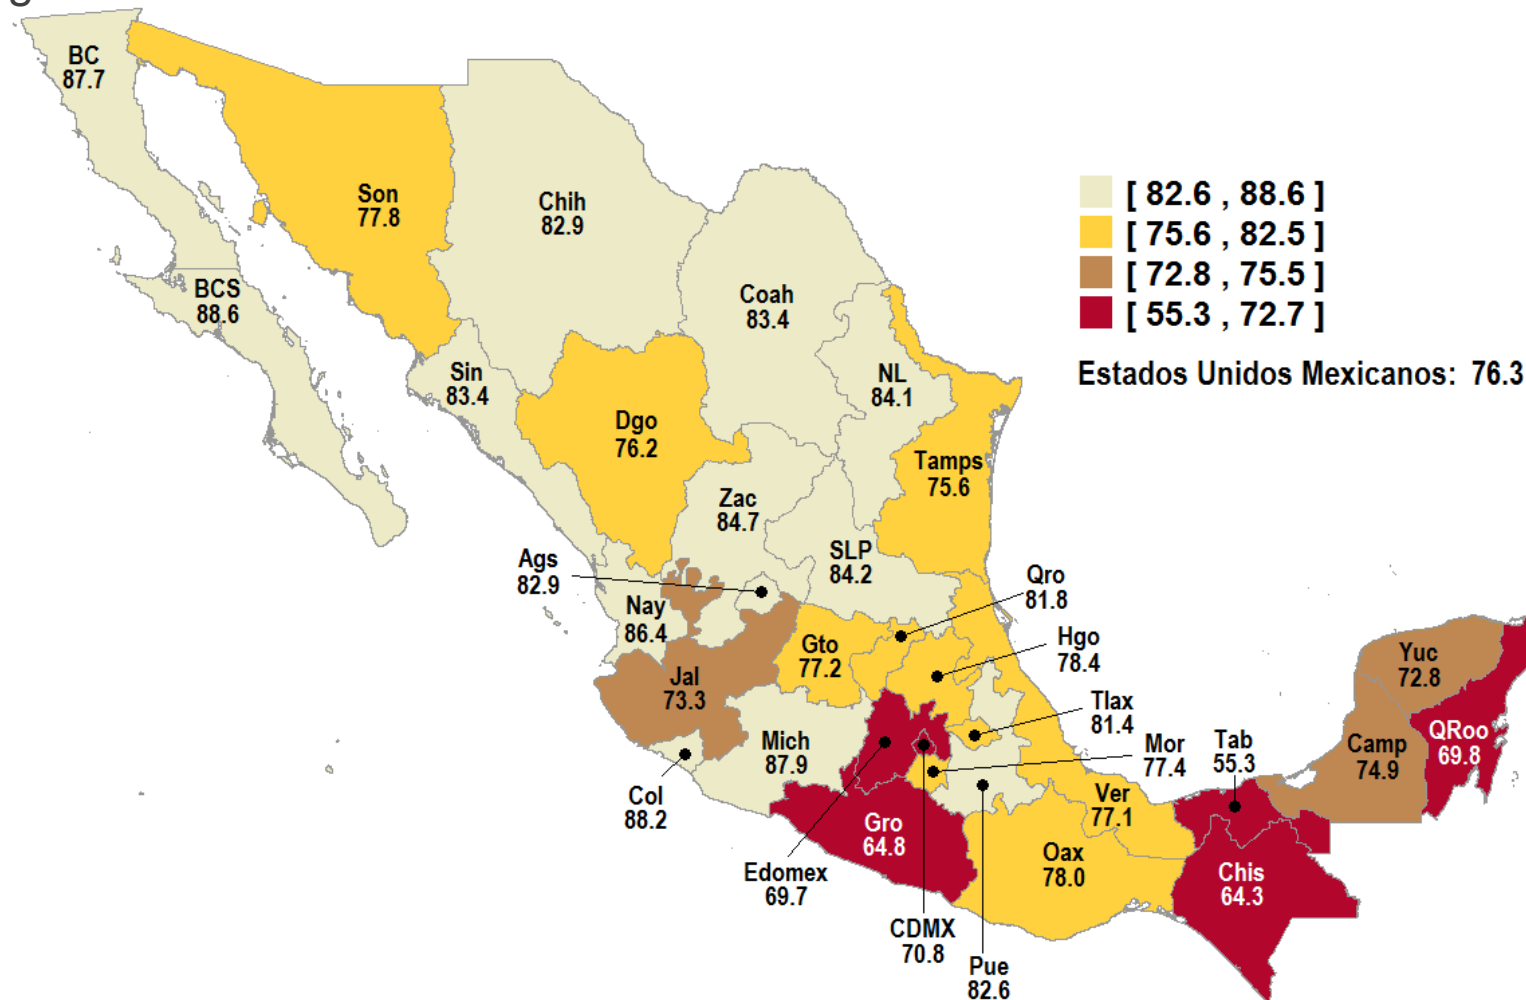 BC
87.7
Son
77.8
Chih
82.9
[ 82.6 , 88.6 ]
[ 75.6 , 82.5 ]
[ 72.8 , 75.5 ]
[ 55.3 , 72.7 ]
Estados Unidos Mexicanos: 76.3
BCS
88.6
Coah
83.4
Sin
83.4
NL
84.1
Dgo
76.2
Tamps
75.6
Zac
84.7
SLP
84.2
Ags
82.9
Nay
86.4
Qro
81.8
Gto
77.2
Hgo
78.4
Jal
73.3
Yuc
72.8
Tlax
81.4
Mich
87.9
Mor
77.4
Tab
55.3
Camp
74.9
QRoo
69.8
Col
88.2
Ver
77.1
Gro
64.8
Oax
78.0
Edomex
69.7
Chis
64.3
CDMX
70.8
Pue
82.6